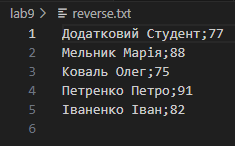 lab9 > reverse.txt
1 Додатковий Студент;77
2 Мельник Марія;88
3 Коваль Олег;75
4 Петренко Петро;91
5 Іваненко Іван;82
6